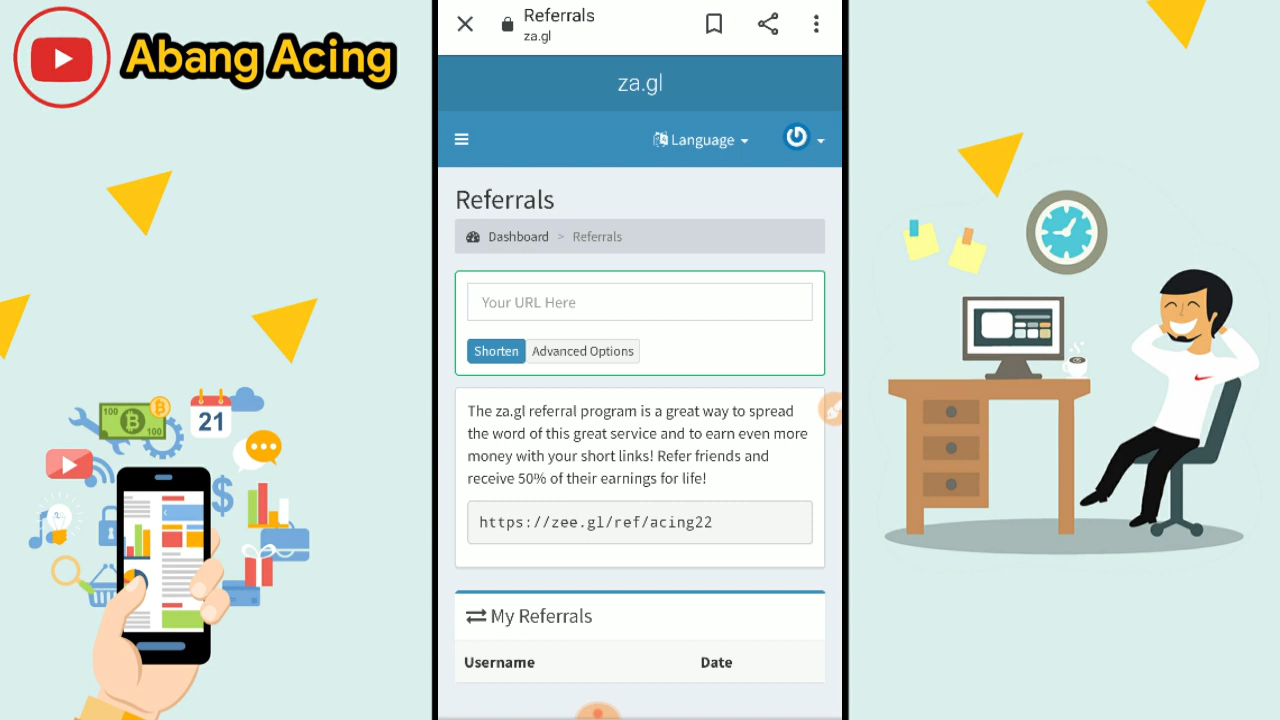 Abang Acing
Referrals
za.gl
za.gl
Language
Referrals
Dashboard > Referrals
Your URL Here
Shorten Advanced Options
The za.gl referral program is a great way to spread
the word of this great service and to earn even more
money with your short links! Refer friends and
receive 50% of their earnings for life!
https://zee.gl/ref/acing22
My Referrals
Username Date
100
100
21